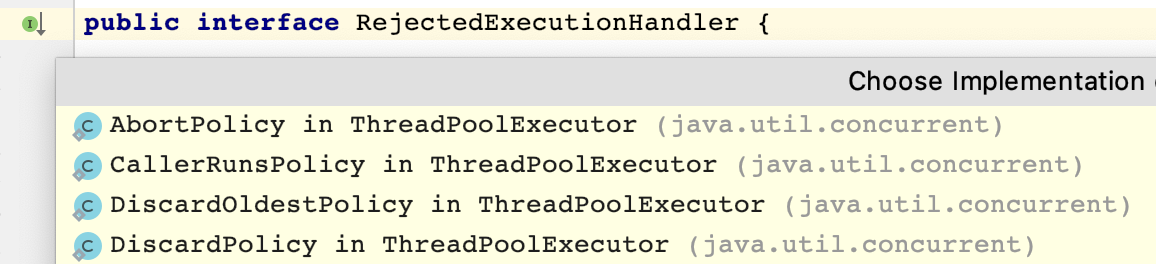 public interface RejectedExecutionHandler {
Choose Implementation
C AbortPolicy in ThreadPoolExecutor (java.util.concurrent)
C CallerRunsPolicy in ThreadPoolExecutor (java.util.concurrent)
C DiscardOldestPolicy in ThreadPoolExecutor (java.util.concurrent)
C DiscardPolicy in ThreadPoolExecutor (java.util.concurrent)